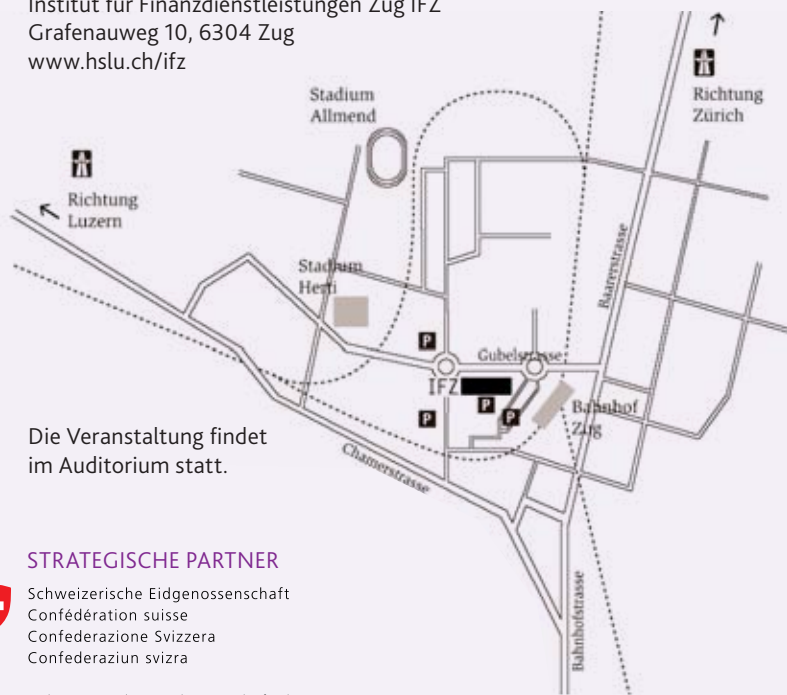 Institut für Finanzdienstleistungen Zug IFZ
Grafenauweg 10, 6304 Zug
www.hslu.ch/ifz
Stadium
Allmend
Richtung
Zürich
Richtung
Luzern
Stadium
Herti
Baarerstrasse
P
Gubelstrasse
IFZ
P
P
P
Bahnhof
Zug
Die Veranstaltung findet
im Auditorium statt.
Chamerstrasse
Bahnhofstrasse
STRATEGISCHE PARTNER
Schweizerische Eidgenossenschaft
Confédération suisse
Confederazione Svizzera
Confederaziun svizra